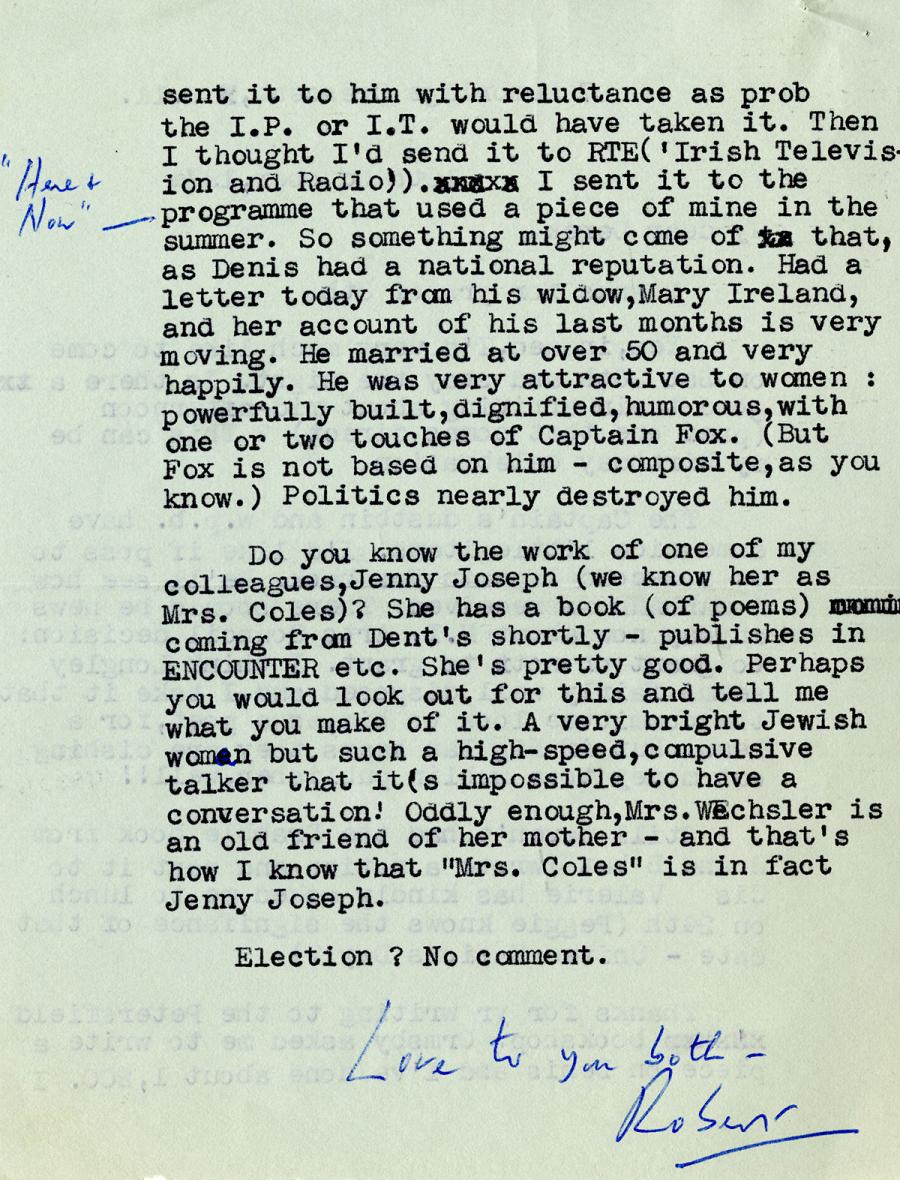 sent it to him with reluctance as prob
the I.P. or I.T. would have taken it. Then
I thought I'd send it to RTE('Irish Televis-
ion and Radio)). I sent it to the
"Here +
Now"
programme that used a piece of mine in the
summer. So something might come of that,
as Denis had a national reputation. Had a
letter today from his widow,Mary Ireland,
and her account of his last months is very
moving. He married at over 50 and very
happily. He was very attractive to women :
powerfully built,dignified,humorous,with
one or two touches of Captain Fox. (But
Fox is not based on him - composite,as you
know.) Politics nearly destroyed him.
Do you know the work of one of my
colleagues,Jenny Joseph (we know her as
Mrs. Coles)? She has a book (of poems)
coming from Dent's shortly - publishes in
ENCOUNTER etc. She's pretty good. Perhaps
you would look out for this and tell me
what you make of it. A very bright Jewish
woman but such a high-speed,compulsive
talker that it(s impossible to have a
conversation! Oddly enough,Mrs.Wechsler is
an old friend of her mother - and that's
how I know that "Mrs. Coles" is in fact
Jenny Joseph.
Election ? No comment.
Love to you both -
Robert